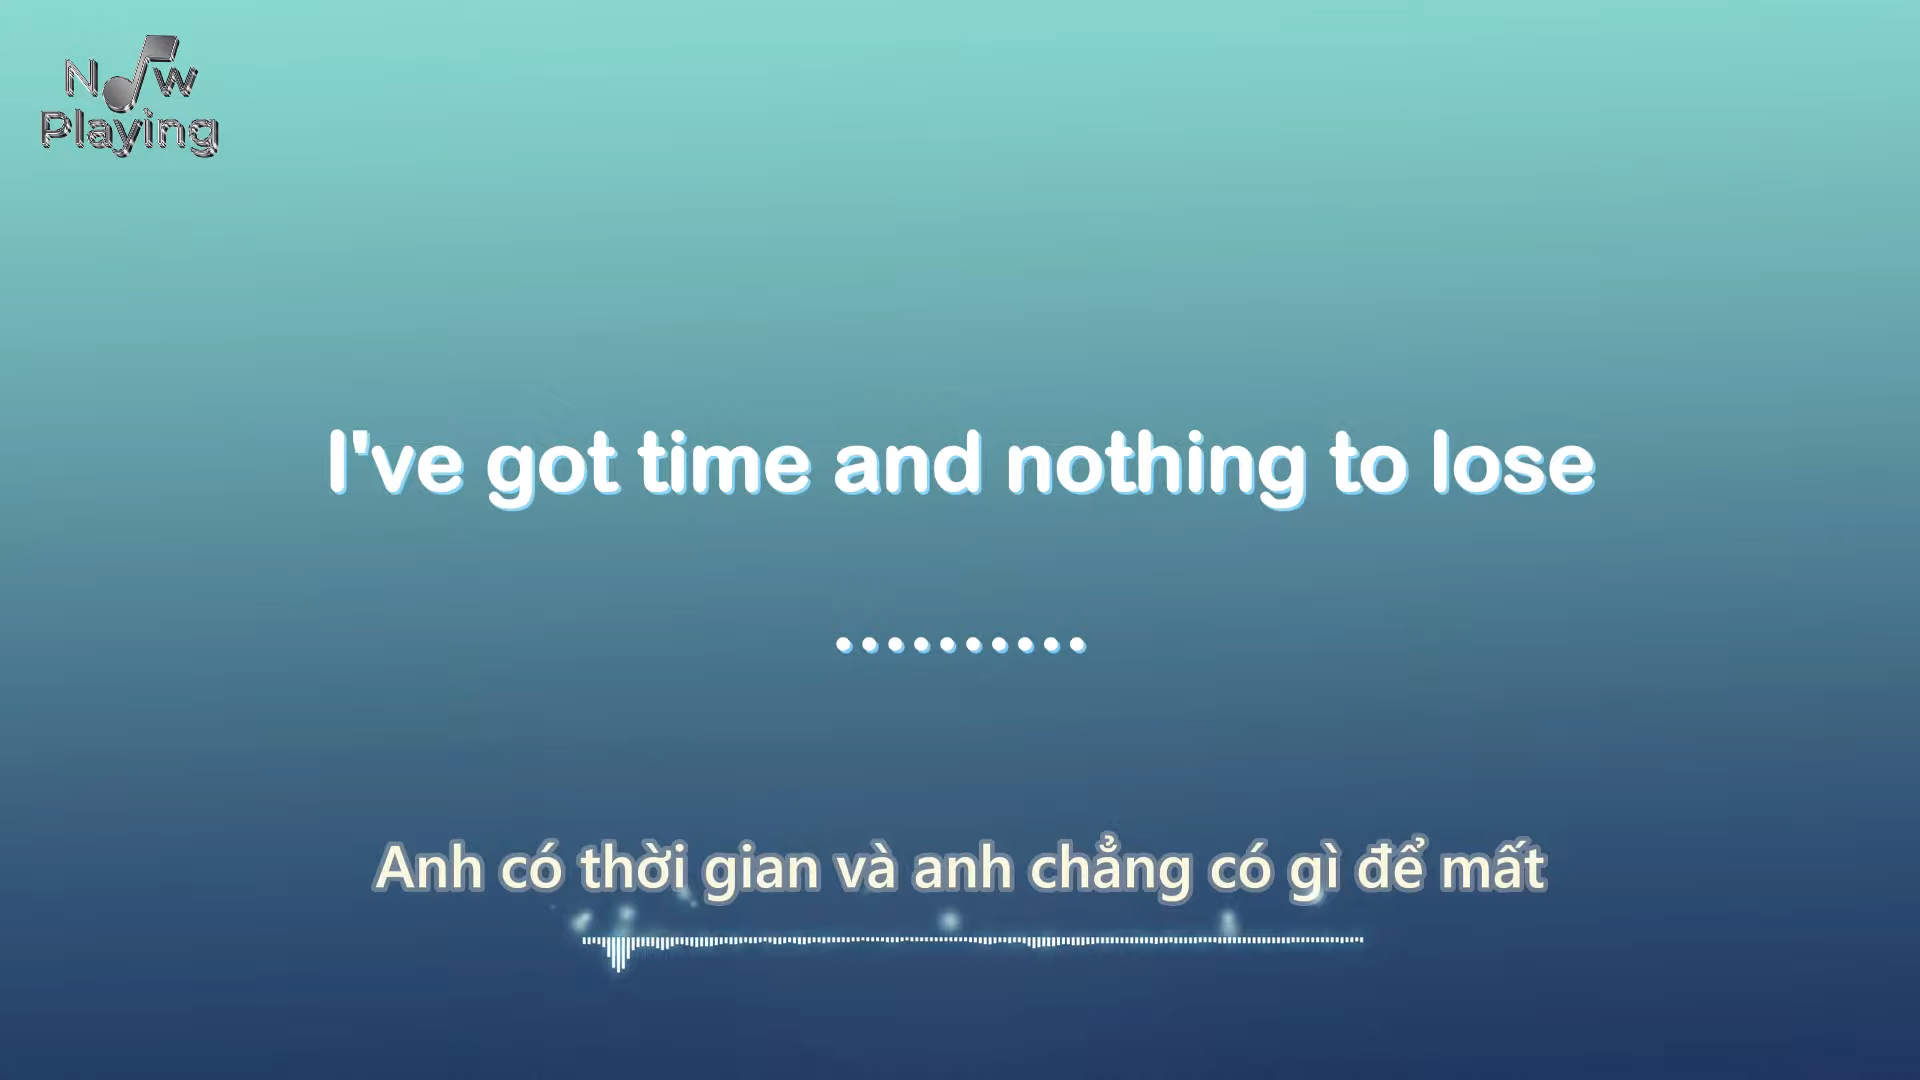 Now
Playing
I've got time and nothing to lose
..........
Anh có thời gian và anh chẳng có gì để mất